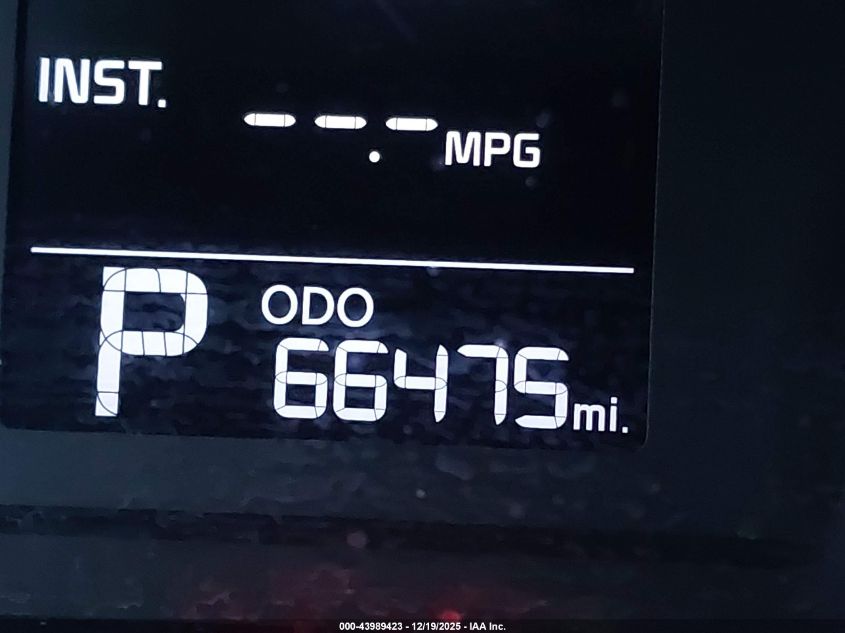 INST.
--.- MPG
P ODO
66475 mi.
000-43989423 - 12/19/2025 - IAA Inc.